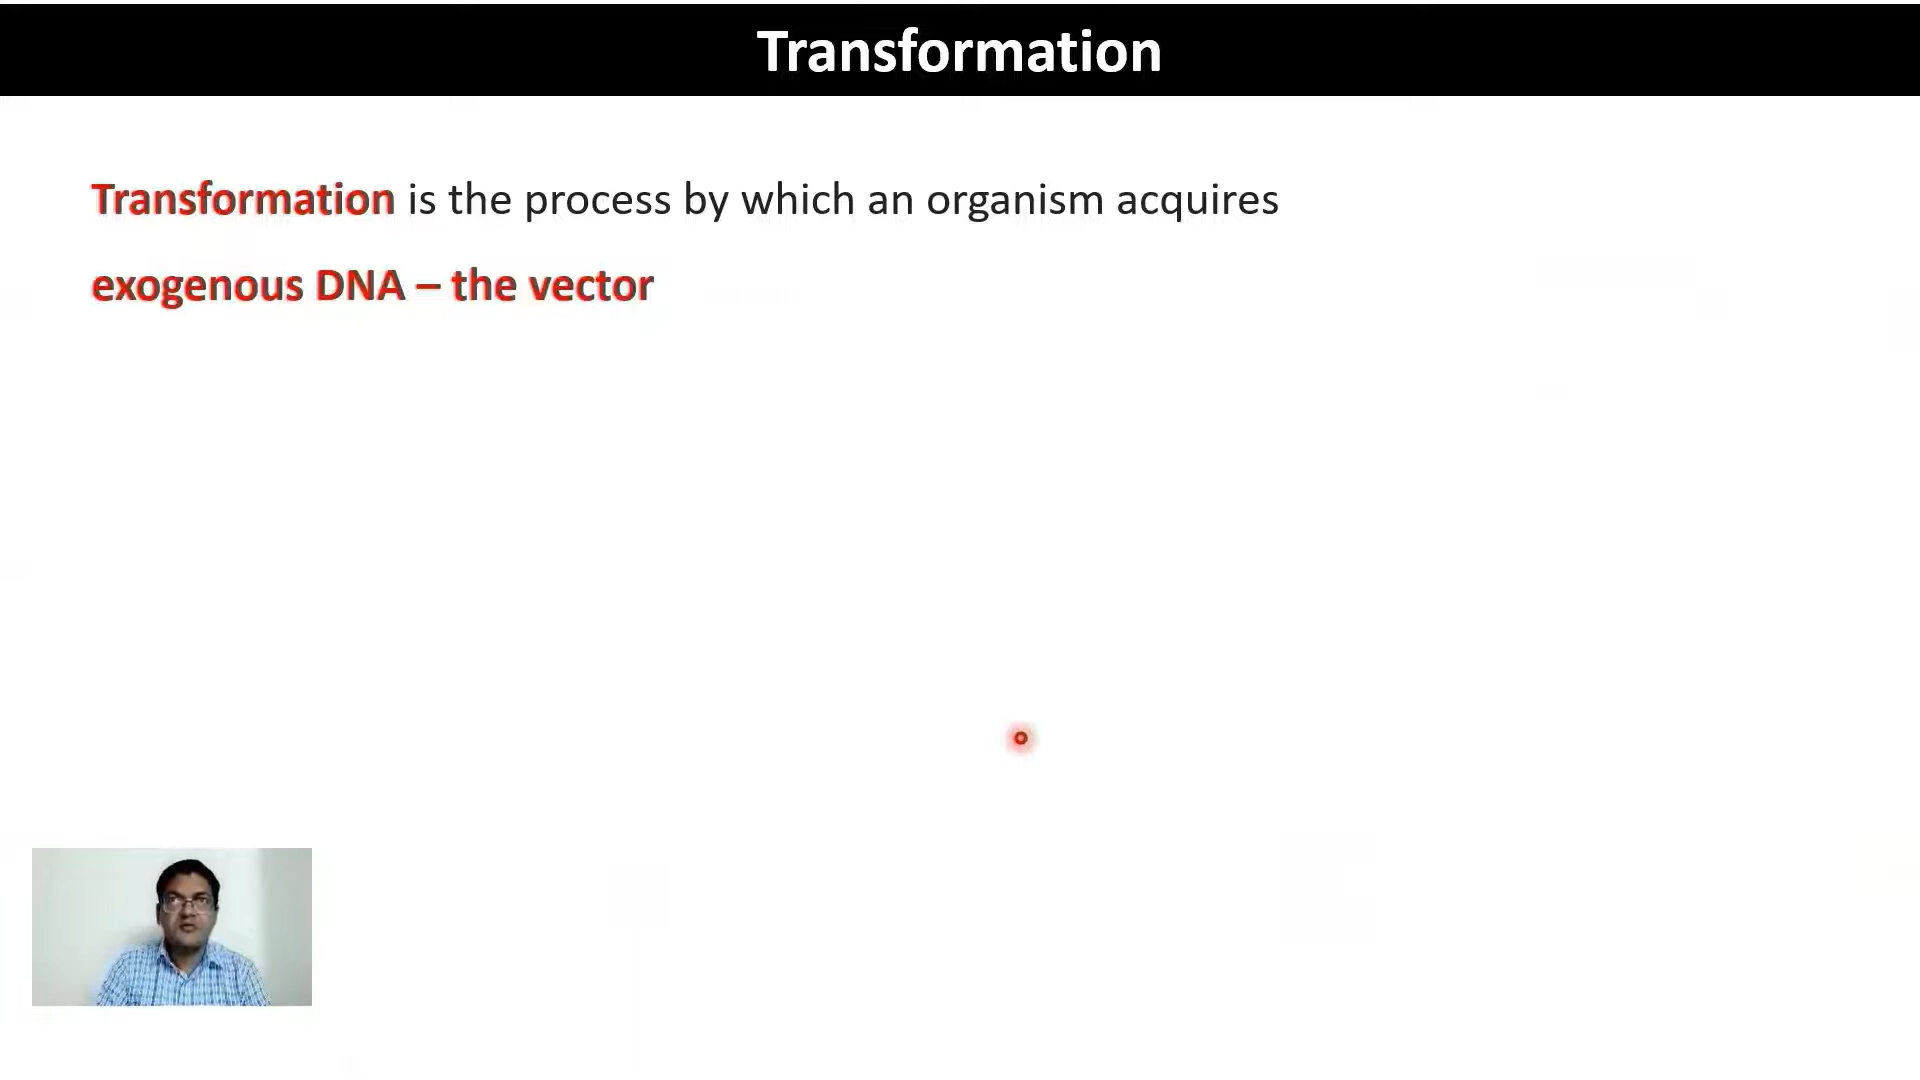 Transformation
Transformation is the process by which an organism acquires
exogenous DNA – the vector